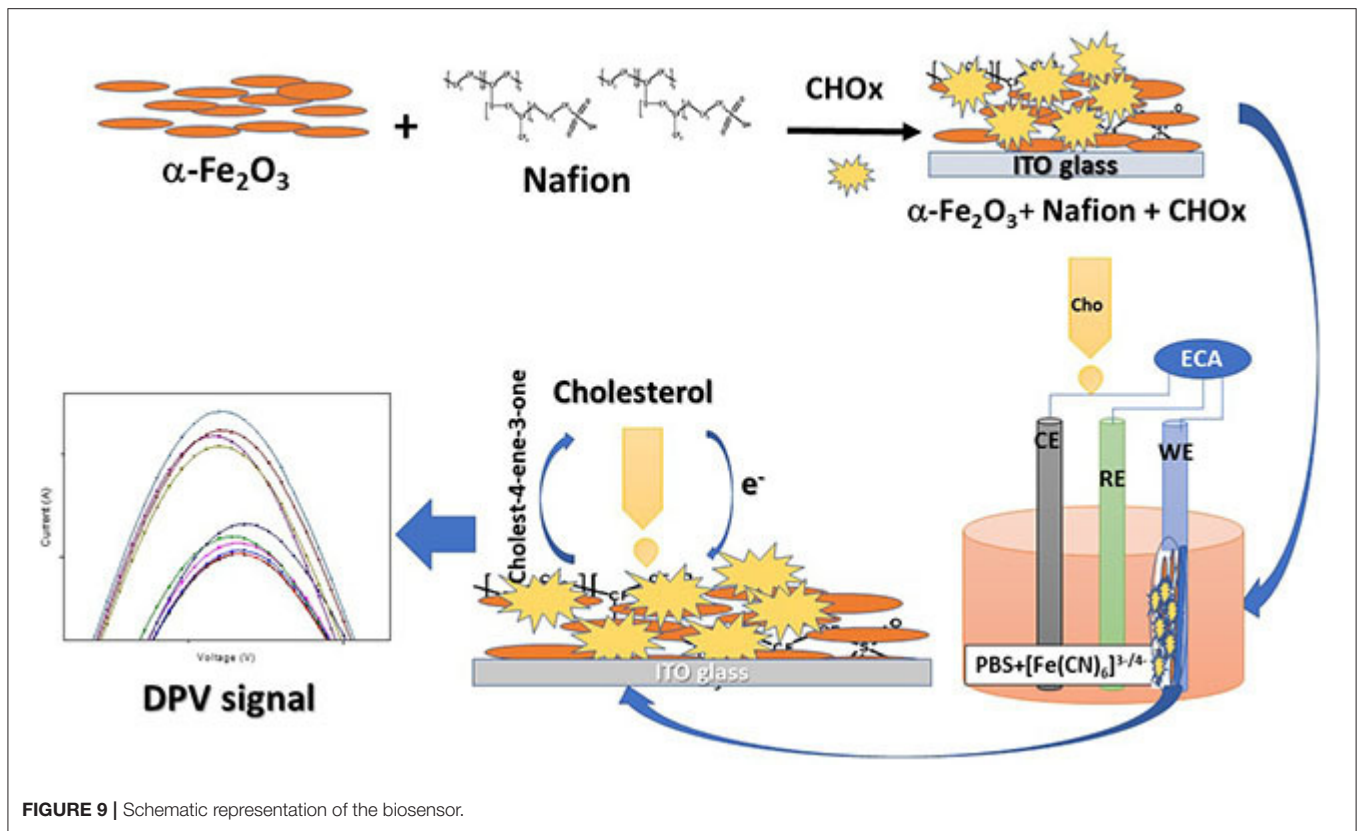 α-Fe₂O₃
+
Nafion
CHOx
ITO glass
α-Fe₂O₃+ Nafion + CHOx
Cho
ECA
CE
RE
WE
PBS+[Fe(CN)₆]³⁻/⁴⁻
Cholesterol
Cholest-4-ene-3-one
e⁻
ITO glass
Current (A)
Voltage (V)
DPV signal
FIGURE 9 | Schematic representation of the biosensor.